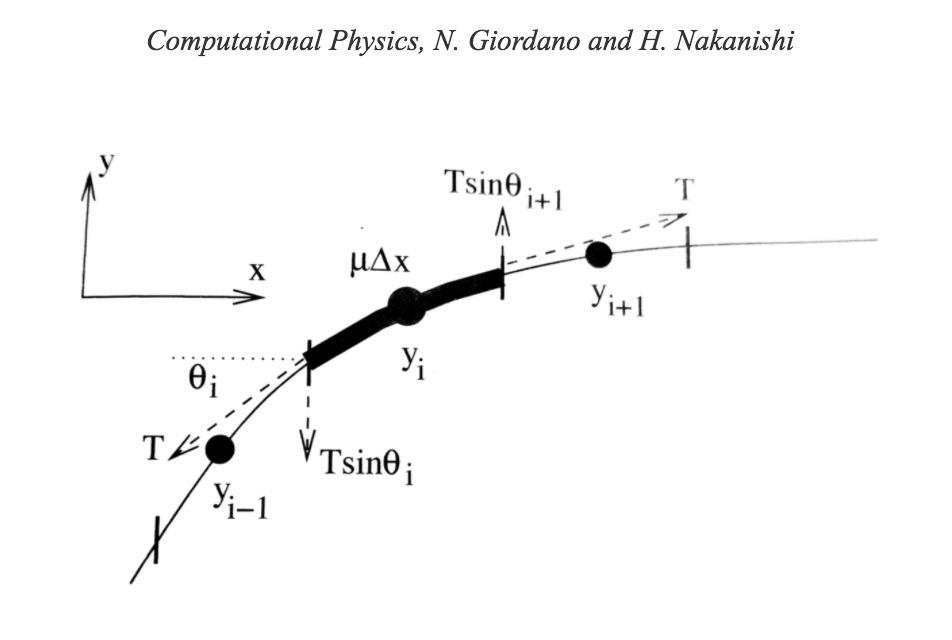 Computational Physics, N. Giordano and H. Nakanishi
y
Tsinθ i+1
T
μΔx
x
y i+1
y i
θ i
T
Tsinθ i
y i−1